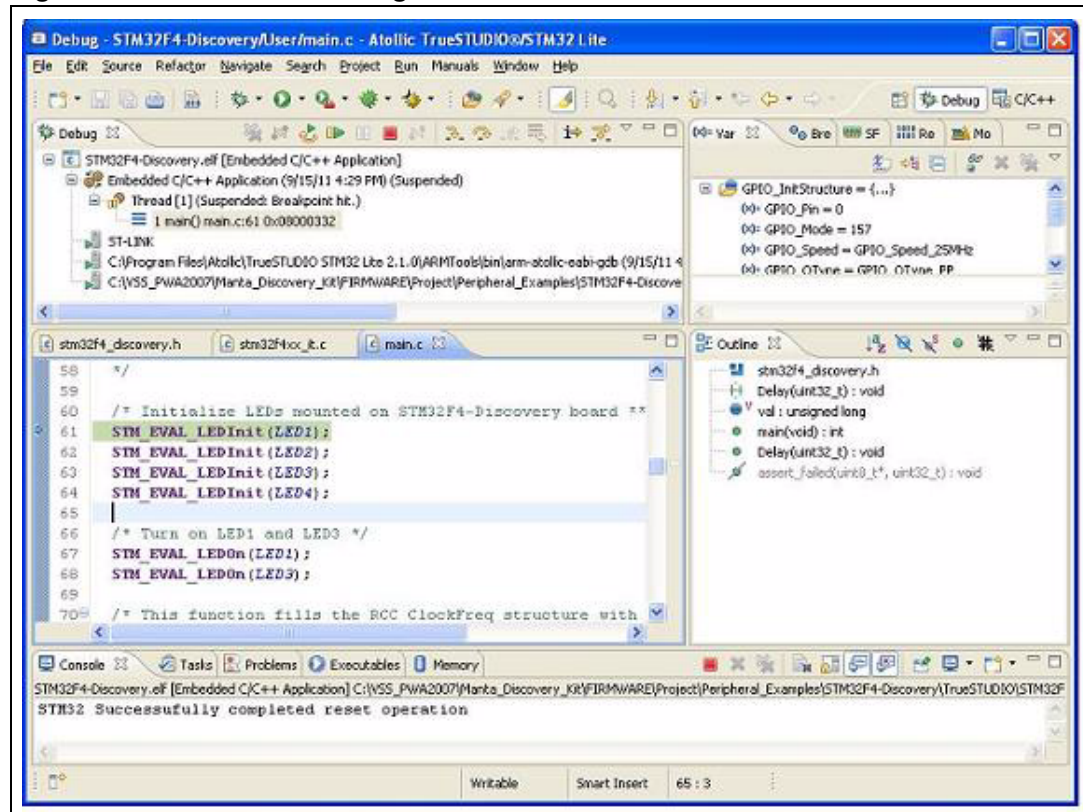 Debug - STM32F4-Discovery/User/main.c - Atollic TrueSTUDIO®/STM32 Lite
File Edit Source Refactor Navigate Search Project Run Manuals Window Help
Debug C/C++
Debug
STM32F4-Discovery.elf [Embedded C/C++ Application]
Embedded C/C++ Application (9/15/11 4:29 PM) (Suspended)
Thread [1] (Suspended: Breakpoint hit.)
1 main() main.c:61 0x08000332
ST-LINK
C:\Program Files\Atollic\TrueSTUDIO STM32 Lite 2.1.0\ARMTools\bin\arm-atollic-eabi-gdb (9/15/11 4
C:\VSS_PWA2007\Manta_Discovery_Kit\FIRMWARE\Project\Peripheral_Examples\STM32F4-Discove
(x)= Var Bre SF Re Mo
GPIO_InitStructure = {...}
(x)= GPIO_Pin = 0
(x)= GPIO_Mode = 157
(x)= GPIO_Speed = GPIO_Speed_25MHz
(x)= GPIO_OType = GPIO_OType_PP
stm32f4_discovery.h stm32f4xx_it.c main.c
58 */
59
60 /* Initialize LEDs mounted on STM32F4-Discovery board **
61 STM_EVAL_LEDInit(LED1);
62 STM_EVAL_LEDInit(LED2);
63 STM_EVAL_LEDInit(LED3);
64 STM_EVAL_LEDInit(LED4);
65
66 /* Turn on LED1 and LED3 */
67 STM_EVAL_LEDOn(LED1);
68 STM_EVAL_LEDOn(LED3);
69
70 /* This function fills the RCC ClockFreq structure with
Outline
stm32f4_discovery.h
Delay(uint32_t) : void
val : unsigned long
main(void) : int
Delay(uint32_t) : void
assert_failed(uint8_t*, uint32_t) : void
Console Tasks Problems Executables Memory
STM32F4-Discovery.elf [Embedded C/C++ Application] C:\VSS_PWA2007\Manta_Discovery_Kit\FIRMWARE\Project\Peripheral_Examples\STM32F4-Discovery\TrueSTUDIO\STM32F
STM32 Successufully completed reset operation
Writable Smart Insert 65 : 3